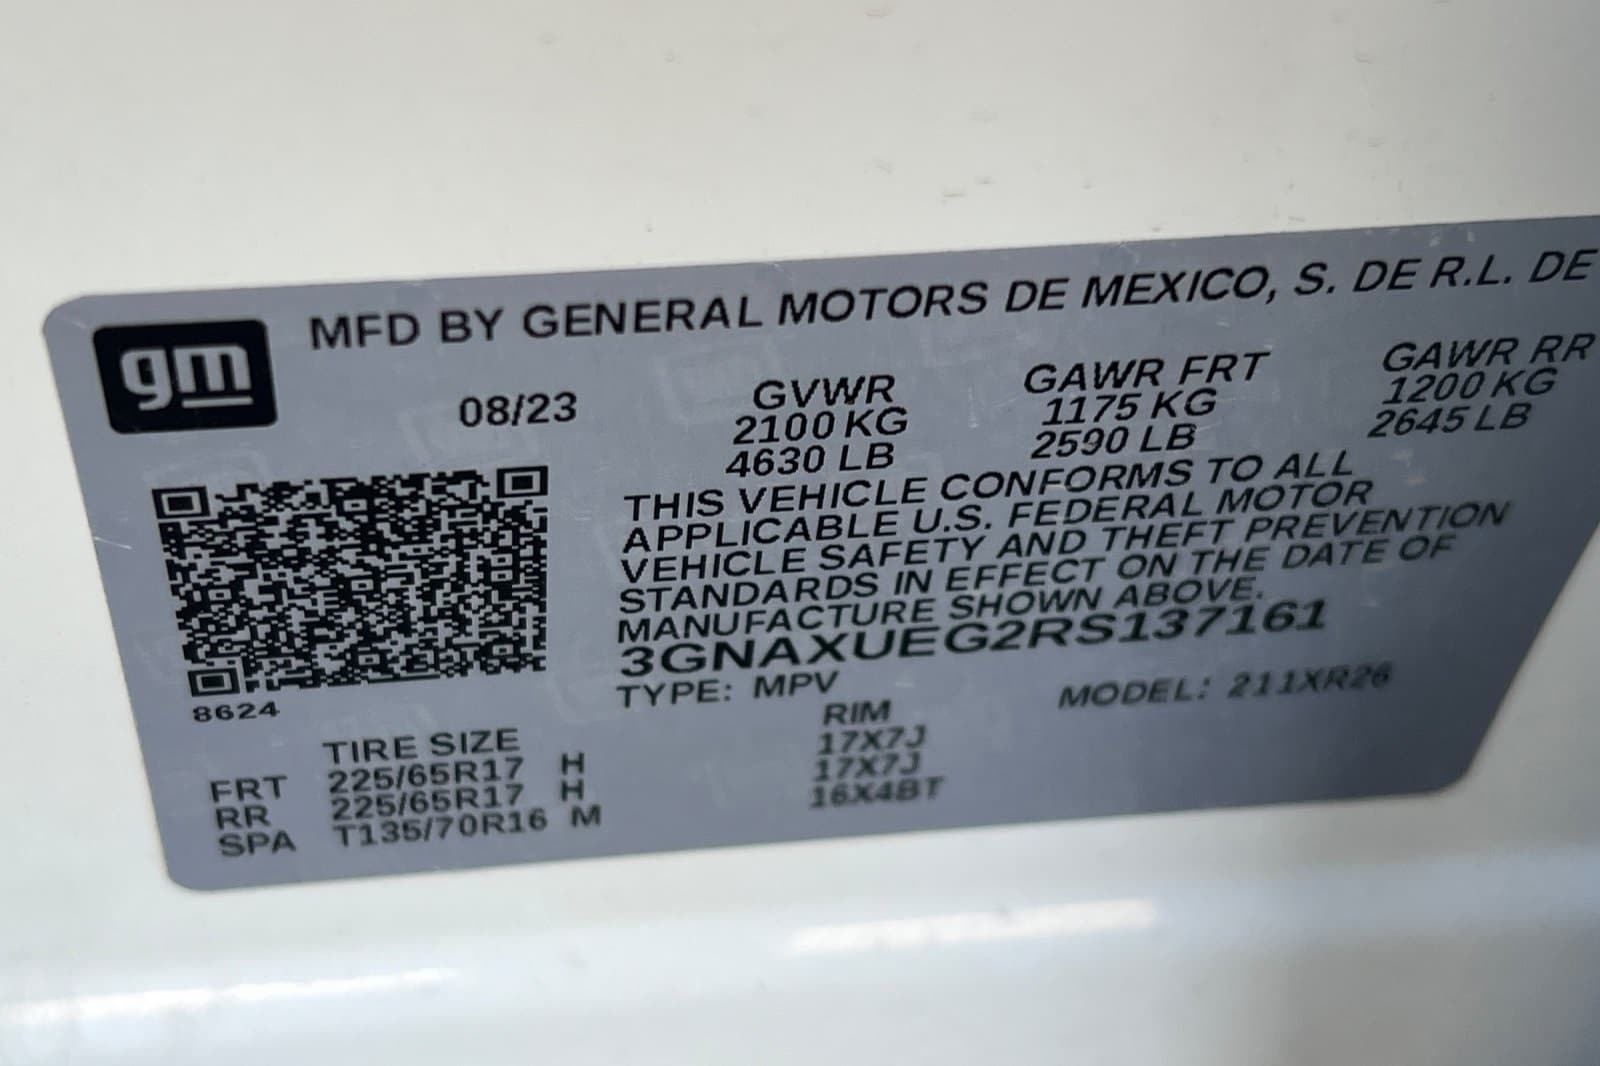 gm
MFD BY GENERAL MOTORS DE MEXICO, S. DE R.L. DE
08/23
GVWR GAWR FRT GAWR RR
2100 KG 1175 KG 1200 KG
4630 LB 2590 LB 2645 LB
THIS VEHICLE CONFORMS TO ALL
APPLICABLE U.S. FEDERAL MOTOR
VEHICLE SAFETY AND THEFT PREVENTION
STANDARDS IN EFFECT ON THE DATE OF
MANUFACTURE SHOWN ABOVE.
3GNAXUEG2RS137161
TYPE: MPV MODEL: 211XR26
8624
TIRE SIZE RIM
FRT 225/65R17 H 17X7J
RR 225/65R17 H 17X7J
SPA T135/70R16 M 16X4BT